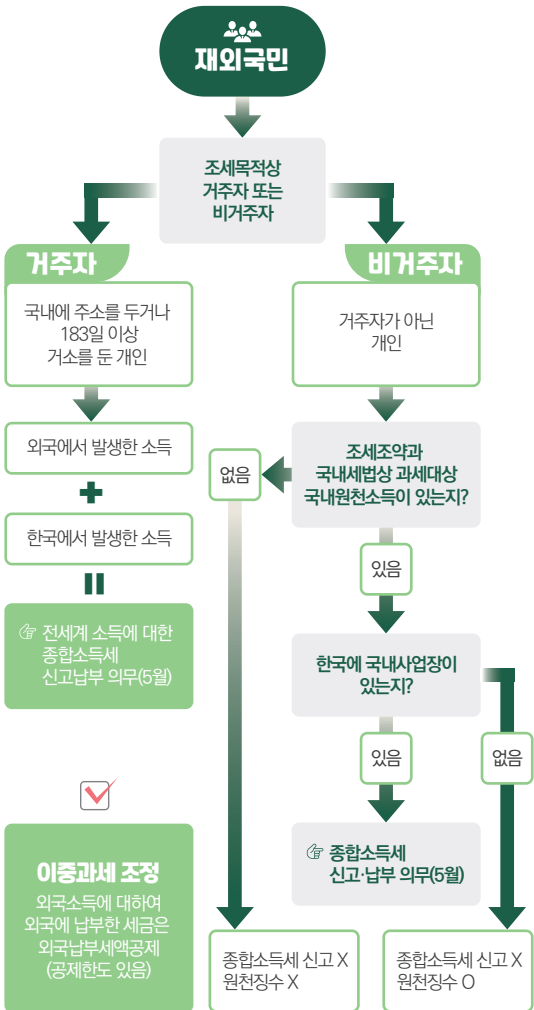 재외국민
조세목적상
거주자 또는
비거주자
거주자
국내에 주소를 두거나
183일 이상
거소를 둔 개인
외국에서 발생한 소득
한국에서 발생한 소득
☞ 전세계 소득에 대한
종합소득세
신고납부 의무(5월)
이중과세 조정
외국소득에 대하여
외국에 납부한 세금은
외국납부세액공제
(공제한도 있음)
비거주자
거주자가 아닌
개인
조세조약과
국내세법상 과세대상
국내원천소득이 있는지?
없음
있음
한국에 국내사업장이
있는지?
있음
없음
☞ 종합소득세
신고·납부 의무(5월)
종합소득세 신고 X
원천징수 X
종합소득세 신고 X
원천징수 O